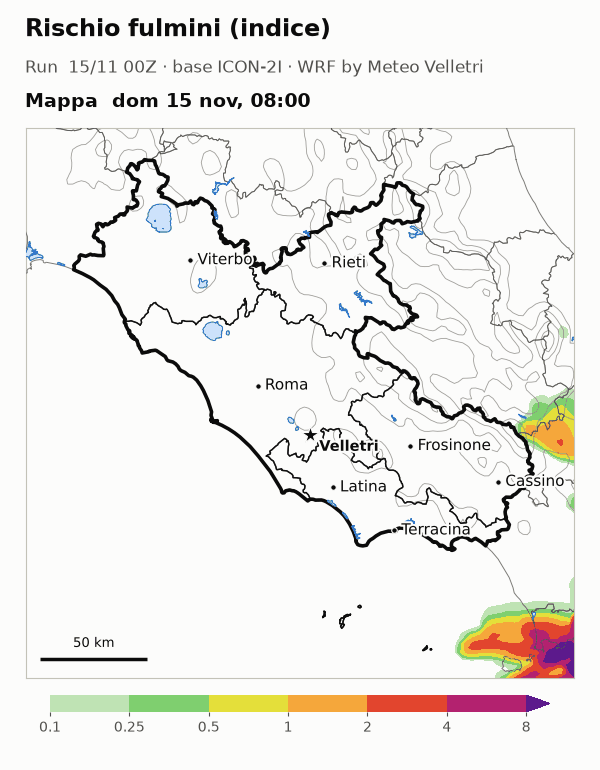 Rischio fulmini (indice)
Run  15/11 00Z · base ICON-2I · WRF by Meteo Velletri
Mappa  dom 15 nov, 08:00
Viterbo
Rieti
Roma
Velletri
Frosinone
Latina
Cassino
Terracina
50 km
0.1 0.25 0.5 1 2 4 8